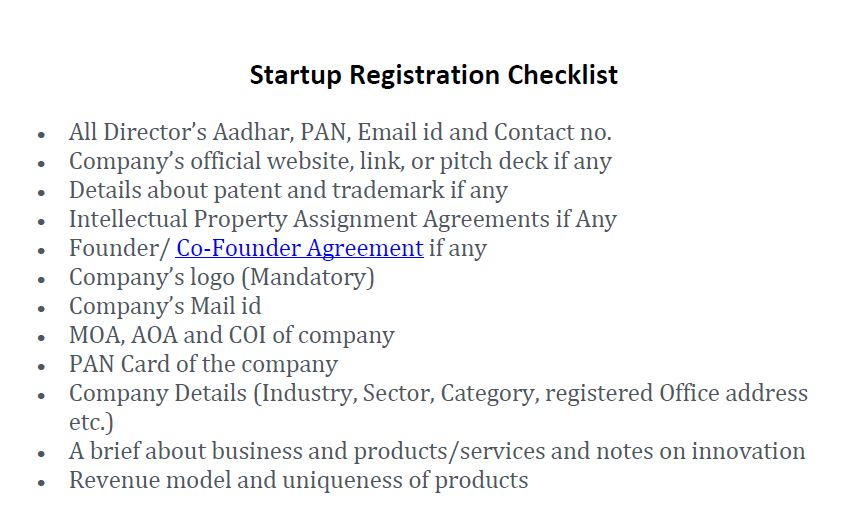 Startup Registration Checklist
• All Director’s Aadhar, PAN, Email id and Contact no.
• Company’s official website, link, or pitch deck if any
• Details about patent and trademark if any
• Intellectual Property Assignment Agreements if Any
• Founder/ Co-Founder Agreement if any
• Company’s logo (Mandatory)
• Company’s Mail id
• MOA, AOA and COI of company
• PAN Card of the company
• Company Details (Industry, Sector, Category, registered Office address
etc.)
• A brief about business and products/services and notes on innovation
• Revenue model and uniqueness of products